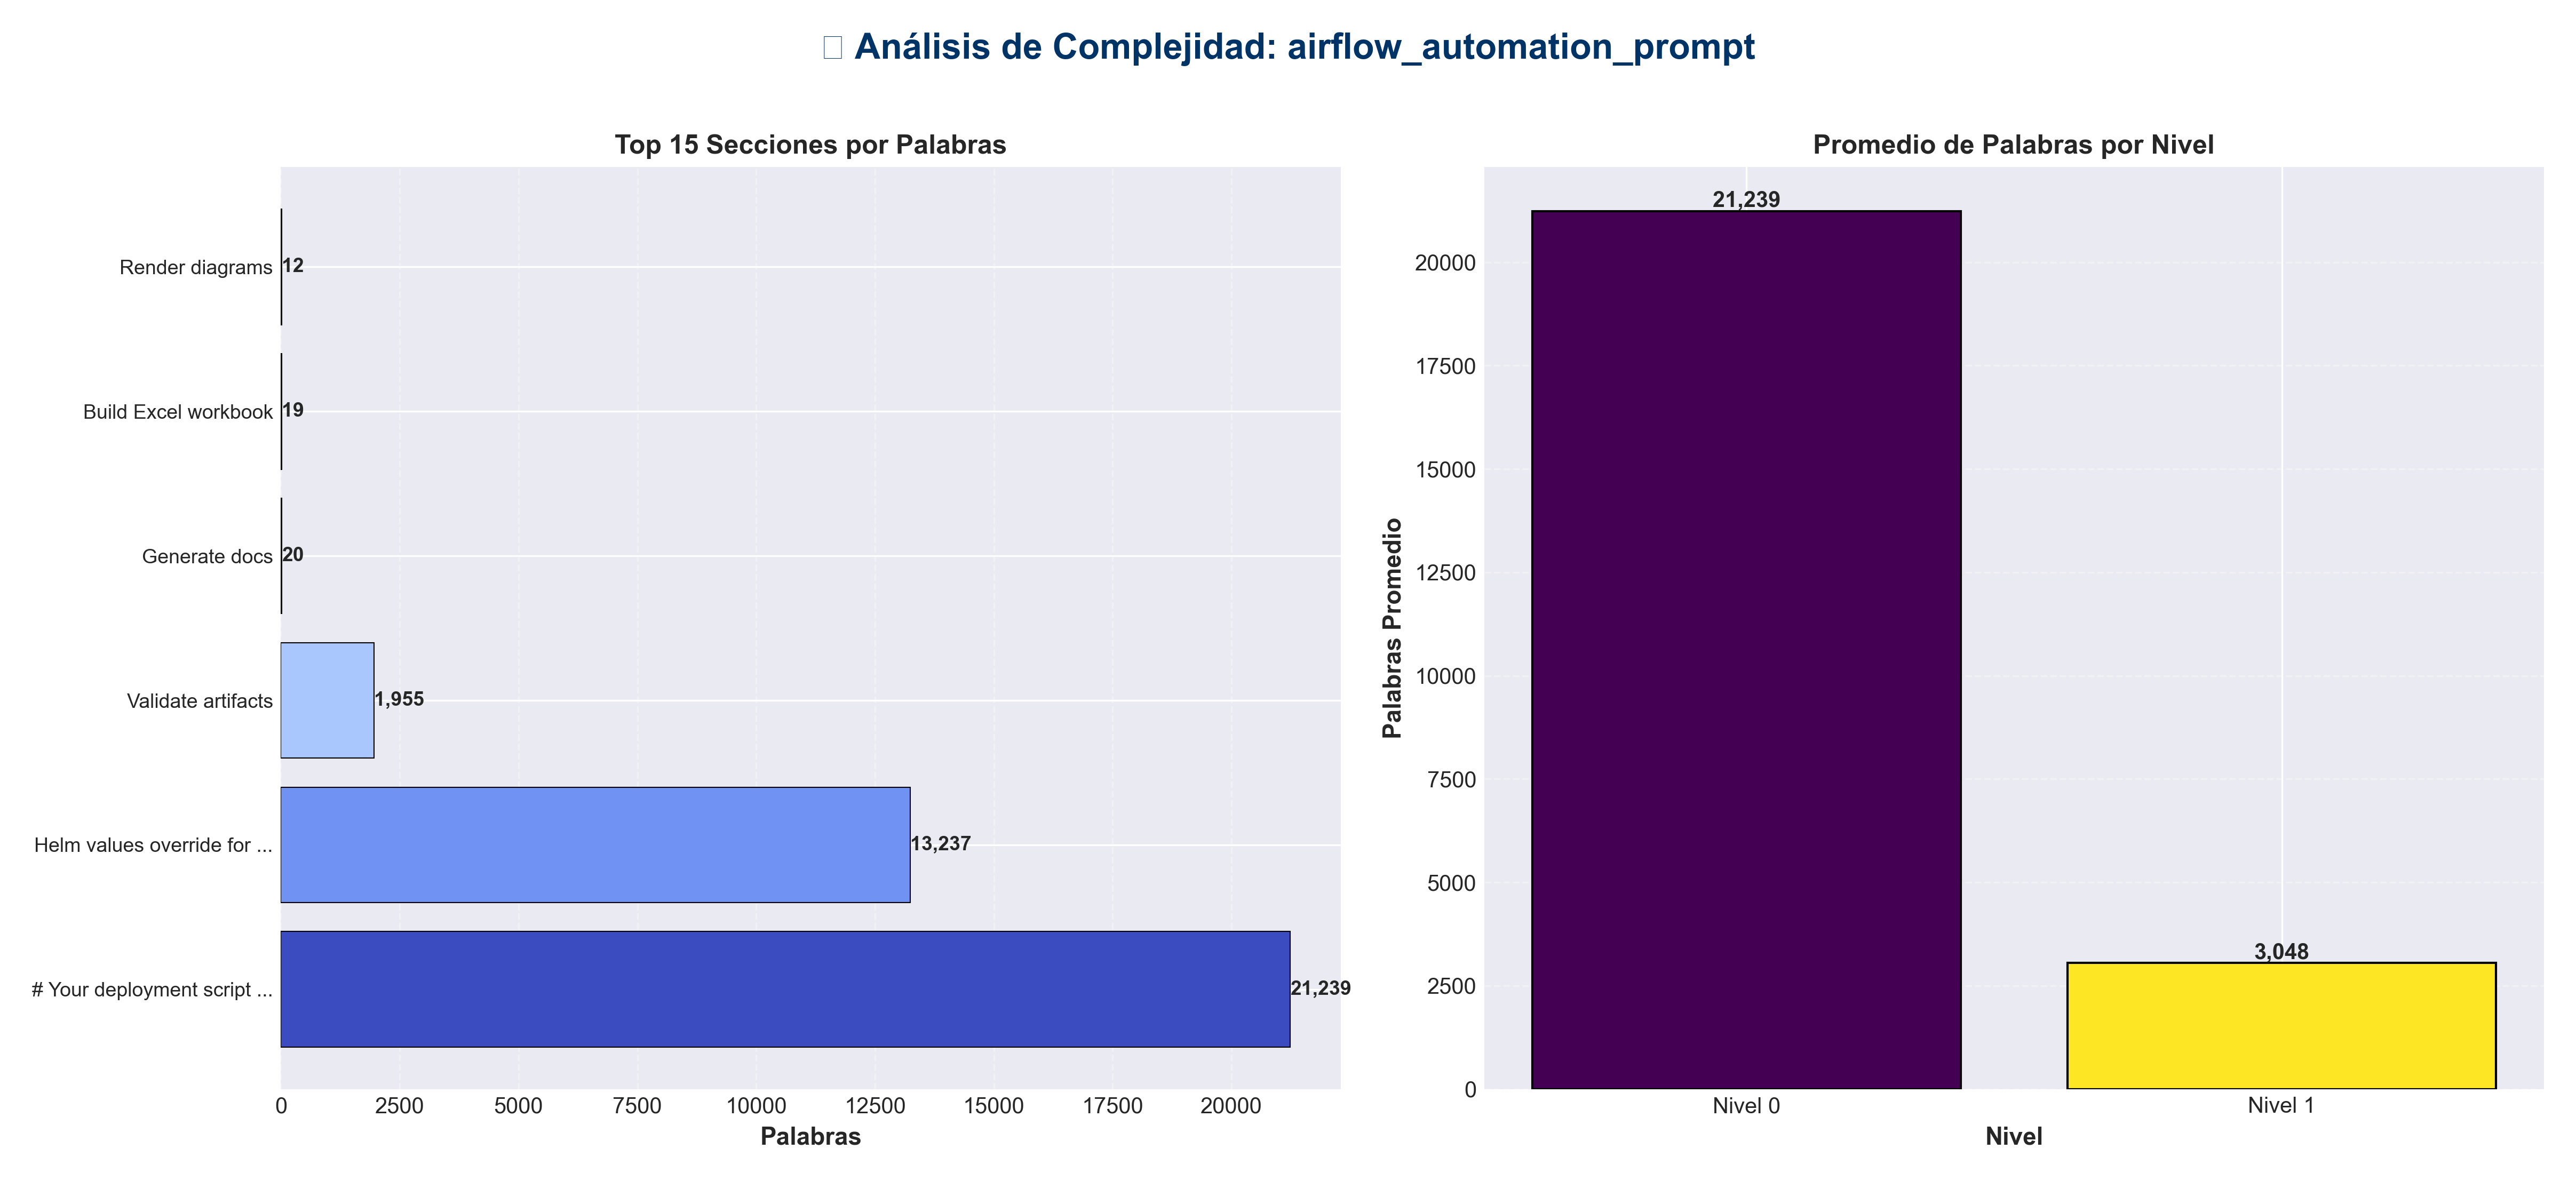 ▯ Análisis de Complejidad: airflow_automation_prompt
Top 15 Secciones por Palabras
Render diagrams 12
Build Excel workbook 19
Generate docs 20
Validate artifacts 1,955
Helm values override for ... 13,237
# Your deployment script ... 21,239
0 2500 5000 7500 10000 12500 15000 17500 20000
Palabras
Promedio de Palabras por Nivel
Palabras Promedio
20000
17500
15000
12500
10000
7500
5000
2500
0
21,239
3,048
Nivel 0 Nivel 1
Nivel